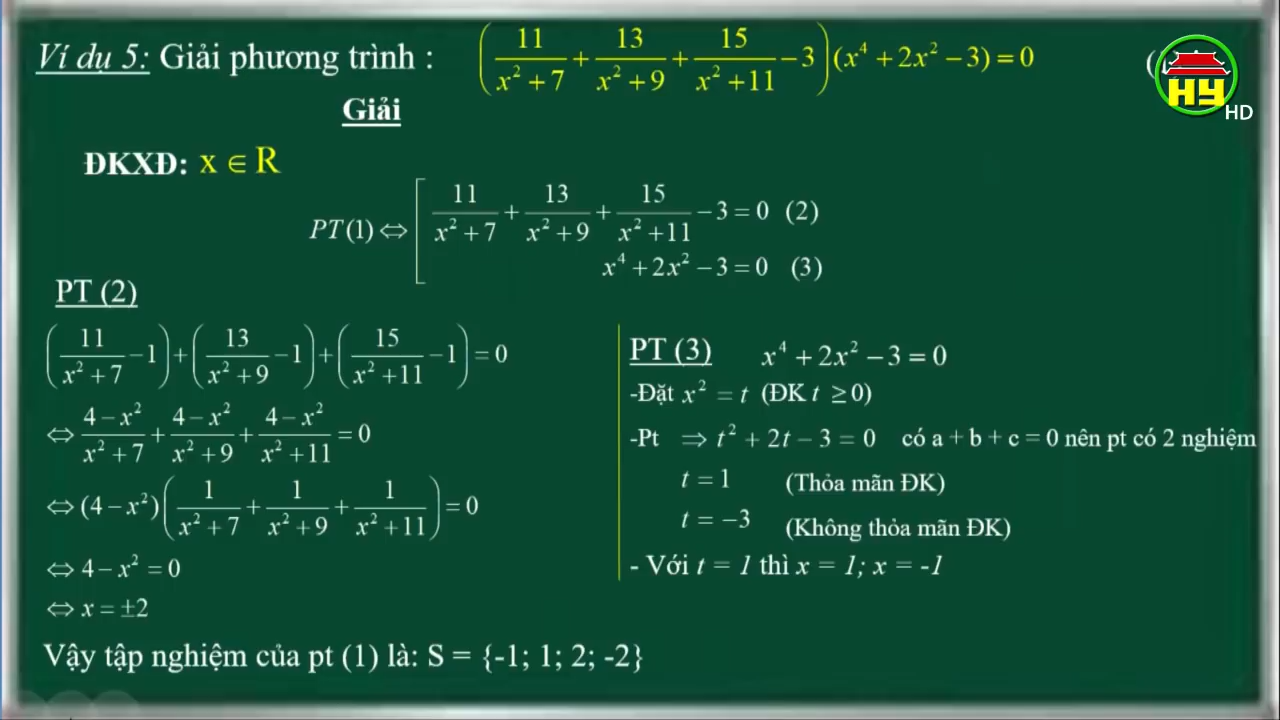 Ví dụ 5: Giải phương trình : (11/(x² + 7) + 13/(x² + 9) + 15/(x² + 11) − 3)(x⁴ + 2x² − 3) = 0
HY HD
Giải
ĐKXĐ: x ∈ R
PT(1) ⇔ [ 11/(x² + 7) + 13/(x² + 9) + 15/(x² + 11) − 3 = 0 (2)
x⁴ + 2x² − 3 = 0 (3)
PT (2)
(11/(x² + 7) − 1) + (13/(x² + 9) − 1) + (15/(x² + 11) − 1) = 0
⇔ (4 − x²)/(x² + 7) + (4 − x²)/(x² + 9) + (4 − x²)/(x² + 11) = 0
⇔ (4 − x²)(1/(x² + 7) + 1/(x² + 9) + 1/(x² + 11)) = 0
⇔ 4 − x² = 0
⇔ x = ±2
PT (3) x⁴ + 2x² − 3 = 0
-Đặt x² = t (ĐK t ≥ 0)
-Pt ⇒ t² + 2t − 3 = 0 có a + b + c = 0 nên pt có 2 nghiệm
t = 1 (Thỏa mãn ĐK)
t = −3 (Không thỏa mãn ĐK)
- Với t = 1 thì x = 1; x = -1
Vậy tập nghiệm của pt (1) là: S = {-1; 1; 2; -2}